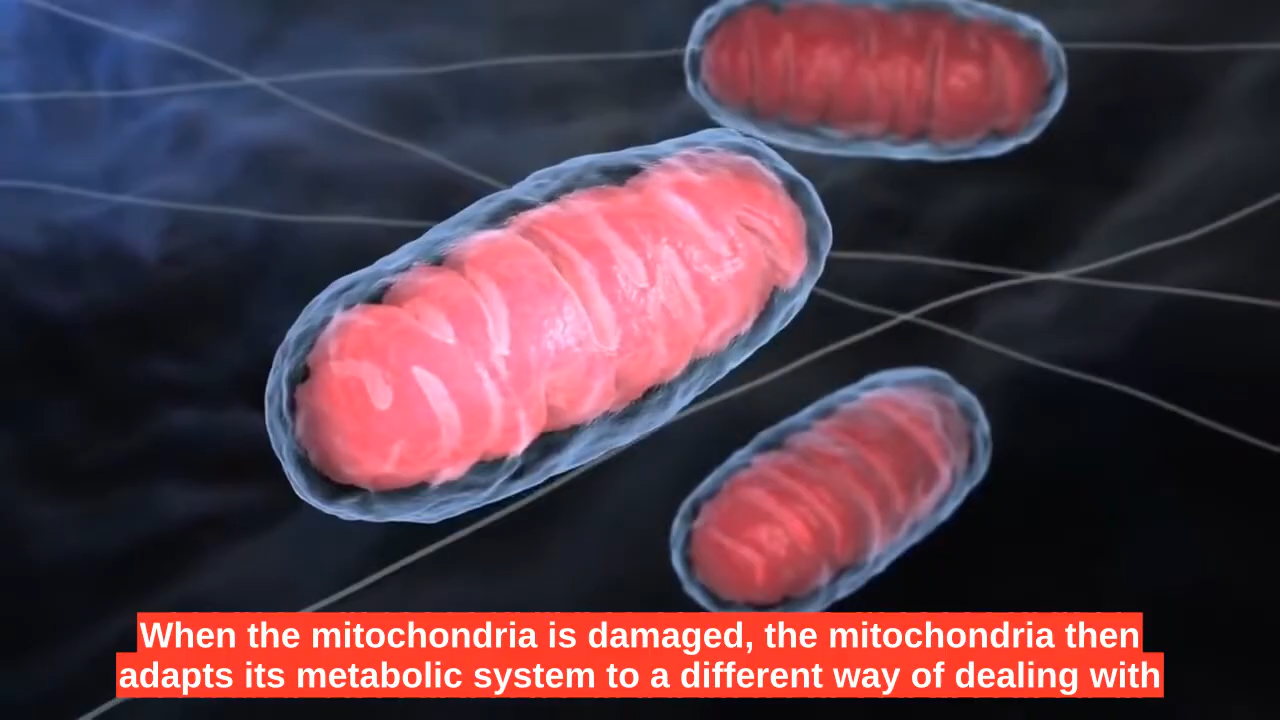 When the mitochondria is damaged, the mitochondria then
adapts its metabolic system to a different way of dealing with